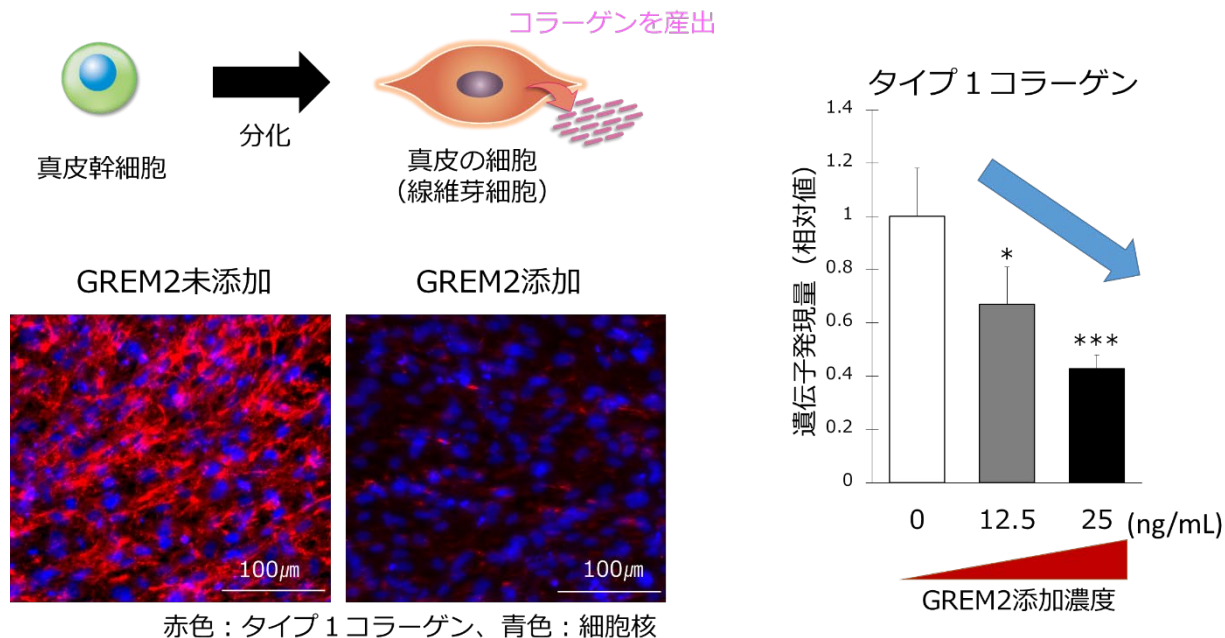 コラーゲンを産出
分化
真皮幹細胞
真皮の細胞
（線維芽細胞）
GREM2未添加
GREM2添加
100㎛
100㎛
赤色：タイプ１コラーゲン、青色：細胞核
タイプ１コラーゲン
遺伝子発現量（相対値）
1.4
1.2
1
0.8
0.6
0.4
0.2
0
*
***
0 12.5 25 (ng/mL)
GREM2添加濃度